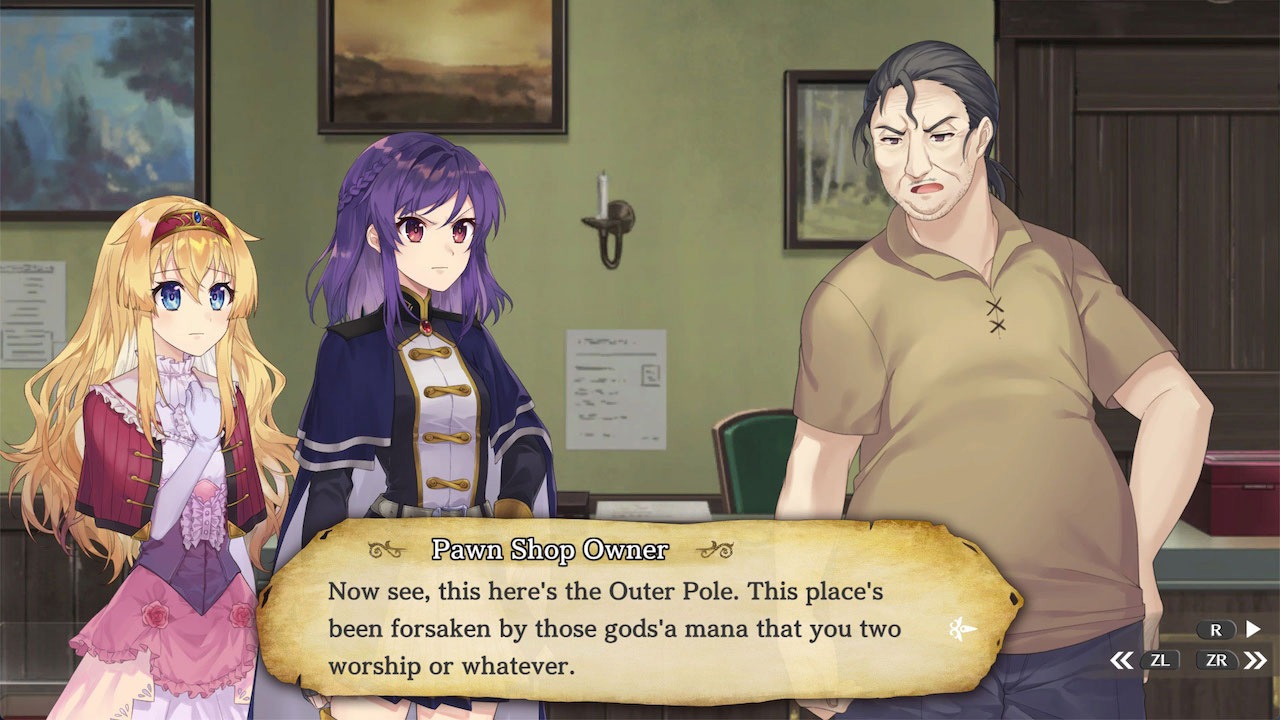 Pawn Shop Owner
Now see, this here's the Outer Pole. This place's
been forsaken by those gods'a mana that you two
worship or whatever.
R
ZL ZR